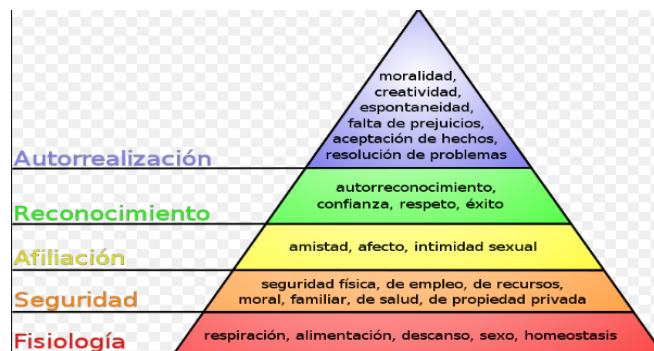 moralidad,
creatividad,
espontaneidad,
falta de prejuicios,
aceptación de hechos,
resolución de problemas
Autorrealización
autorreconocimiento,
confianza, respeto, éxito
Reconocimiento
amistad, afecto, intimidad sexual
Afiliación
seguridad física, de empleo, de recursos,
moral, familiar, de salud, de propiedad privada
Seguridad
respiración, alimentación, descanso, sexo, homeostasis
Fisiología